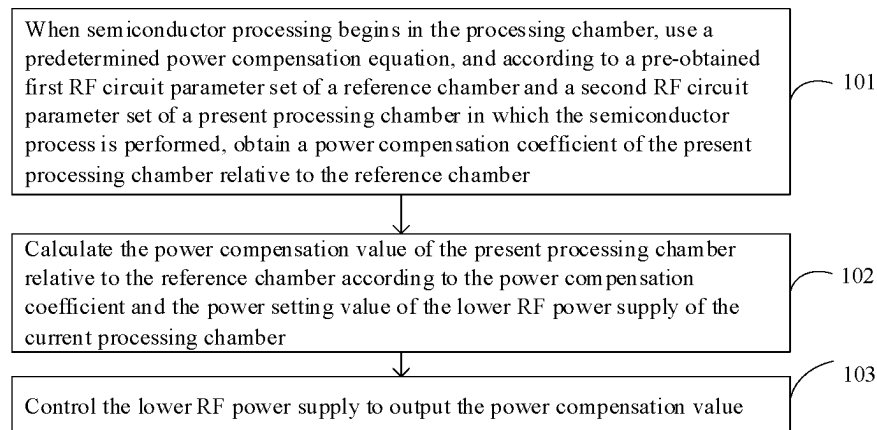 When semiconductor processing begins in the processing chamber, use a
predetermined power compensation equation, and according to a pre-obtained
first RF circuit parameter set of a reference chamber and a second RF circuit
parameter set of a present processing chamber in which the semiconductor
process is performed, obtain a power compensation coefficient of the present
processing chamber relative to the reference chamber
101
Calculate the power compensation value of the present processing chamber
relative to the reference chamber according to the power compensation
coefficient and the power setting value of the lower RF power supply of the
current processing chamber
102
Control the lower RF power supply to output the power compensation value
103